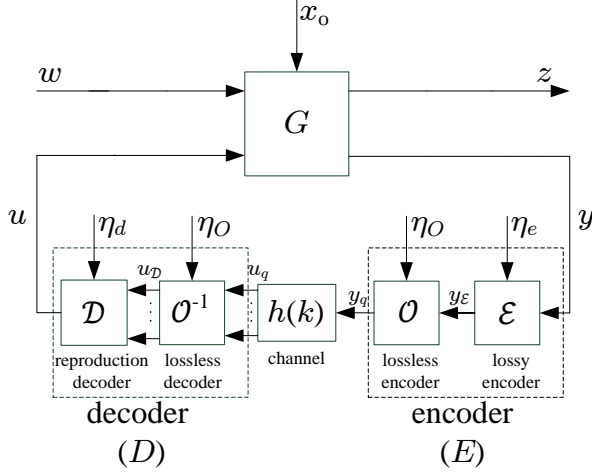 x₀
w
z
G
u
y
η_d
η_O
η_O
η_e
u_𝒟
u_q
y_q
y_ℰ
𝒟
𝒪⁻¹
h(k)
𝒪
ℰ
reproduction decoder
lossless decoder
channel
lossless encoder
lossy encoder
decoder
encoder
(D)
(E)